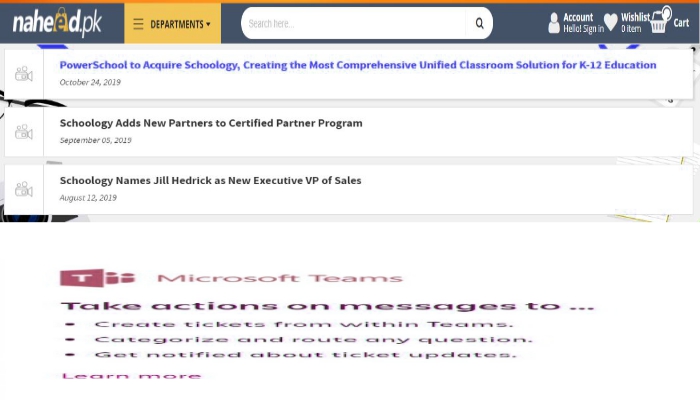 naheed.pk
DEPARTMENTS
Search here...
Account
Hello! Sign in
Wishlist
0 item
0
Cart
PowerSchool to Acquire Schoology, Creating the Most Comprehensive Unified Classroom Solution for K-12 Education
October 24, 2019
Schoology Adds New Partners to Certified Partner Program
September 05, 2019
Schoology Names Jill Hedrick as New Executive VP of Sales
August 12, 2019
T Microsoft Teams
Take actions on messages to ...
• Create tickets from within Teams.
• Categorize and route any question.
• Get notified about ticket updates.
Learn more